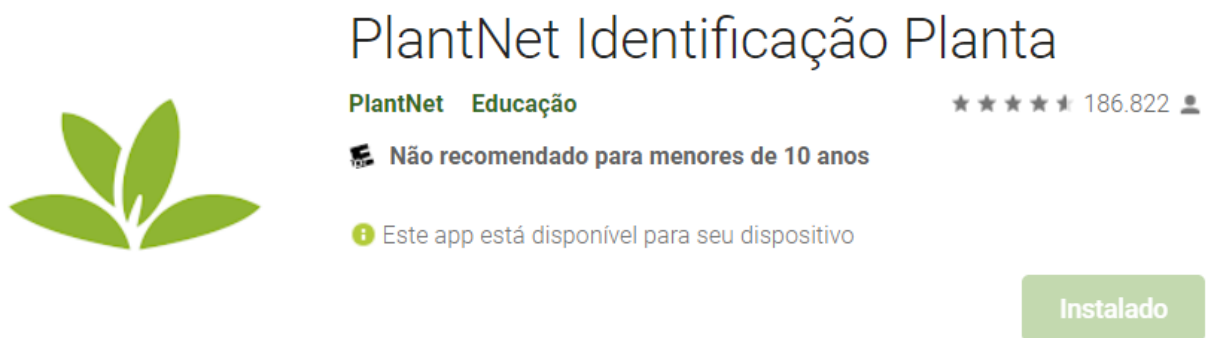 PlantNet Identificação Planta
PlantNet Educação 186.822
Não recomendado para menores de 10 anos
Este app está disponível para seu dispositivo
Instalado